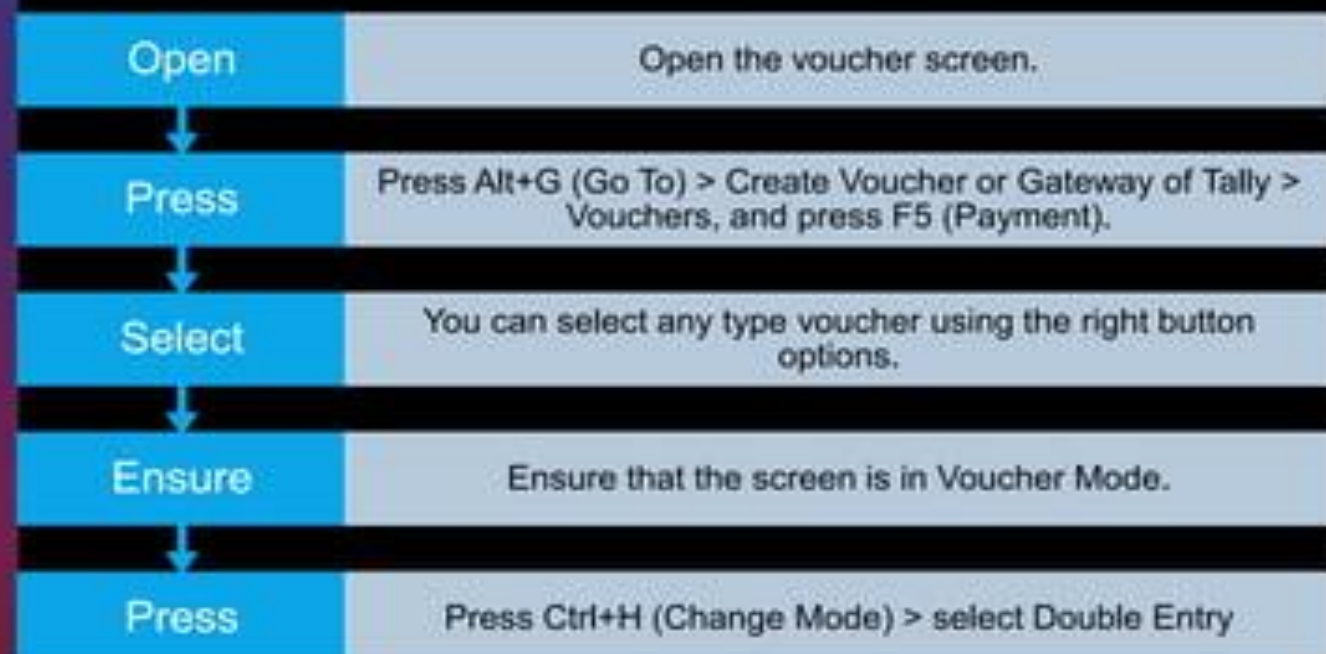 Open
Open the voucher screen.
Press
Press Alt+G (Go To) > Create Voucher or Gateway of Tally >
Vouchers, and press F5 (Payment).
Select
You can select any type voucher using the right button
options.
Ensure
Ensure that the screen is in Voucher Mode.
Press
Press Ctrl+H (Change Mode) > select Double Entry